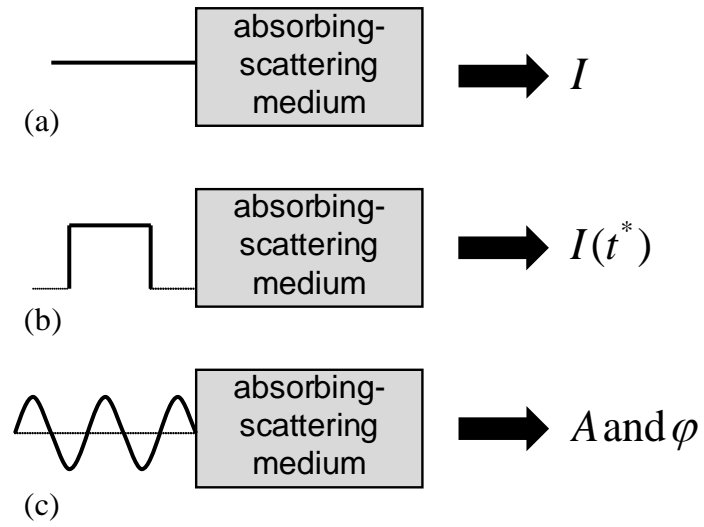 absorbing-
scattering
medium
I
(a)
absorbing-
scattering
medium
I(t*)
(b)
absorbing-
scattering
medium
A and φ
(c)